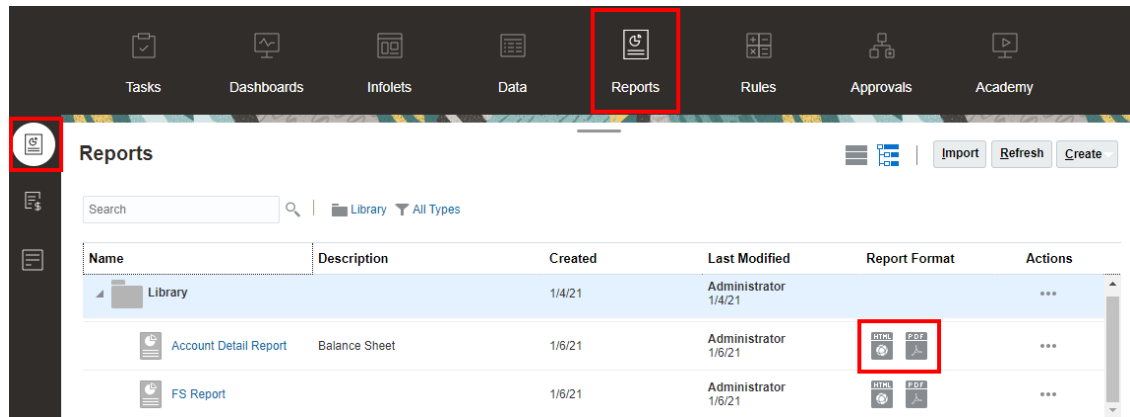 Tasks Dashboards Infolets Data Reports Rules Approvals Academy
Reports Import Refresh Create
Search Library All Types
Name Description Created Last Modified Report Format Actions
Library 1/4/21 Administrator
1/4/21
HTML PDF
Account Detail Report Balance Sheet 1/6/21 Administrator
1/6/21
HTML PDF
FS Report 1/6/21 Administrator
1/6/21